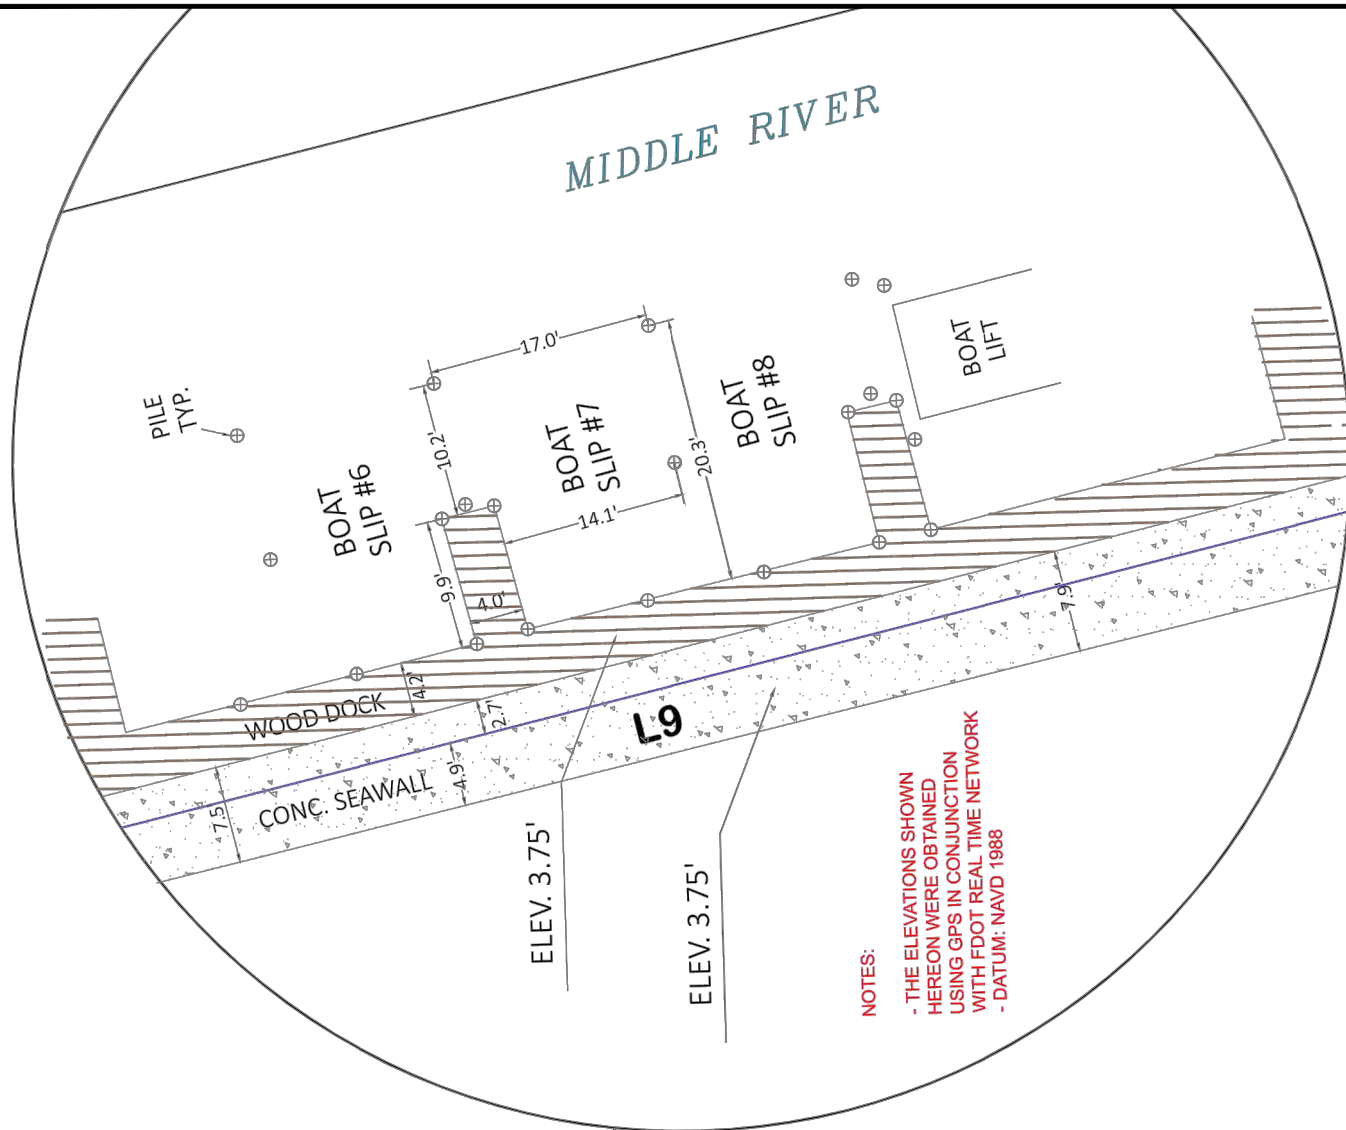 MIDDLE RIVER
PILE
TYP.
17.0'
10.2'
BOAT
SLIP #6
BOAT
SLIP #7
BOAT
SLIP #8
BOAT
LIFT
20.3'
14.1'
9.9'
4.0'
4.2'
WOOD DOCK
2.7'
7.9'
L9
4.9'
7.5
CONC. SEAWALL
ELEV. 3.75'
ELEV. 3.75'
NOTES:
- THE ELEVATIONS SHOWN
HEREON WERE OBTAINED
USING GPS IN CONJUNCTION
WITH FDOT REAL TIME NETWORK
- DATUM: NAVD 1988